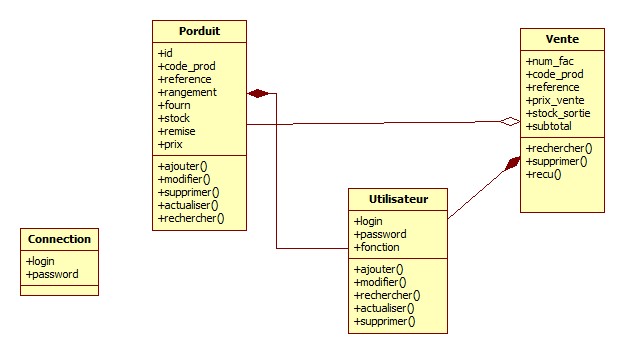 Porduit
+id
+code_prod
+reference
+rangement
+fourn
+stock
+remise
+prix
+ajouter()
+modifier()
+supprimer()
+actualiser()
+rechercher()
Vente
+num_fac
+code_prod
+reference
+prix_vente
+stock_sortie
+subtotal
+rechercher()
+supprimer()
+recu()
Utilisateur
+login
+password
+fonction
+ajouter()
+modifier()
+rechercher()
+actualiser()
+supprimer()
Connection
+login
+password